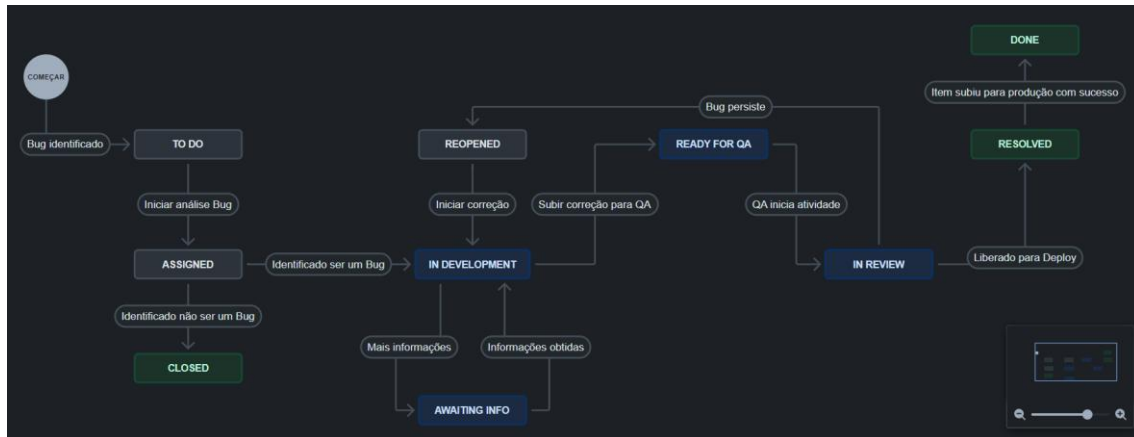 DONE
COMEÇAR
Item subiu para produção com sucesso
Bug persiste
Bug identificado
TO DO
REOPENED
READY FOR QA
RESOLVED
Iniciar análise Bug
Iniciar correção
Subir correção para QA
QA inicia atividade
ASSIGNED
Identificado ser um Bug
IN DEVELOPMENT
IN REVIEW
Liberado para Deploy
Identificado não ser um Bug
Mais informações
Informações obtidas
CLOSED
AWAITING INFO